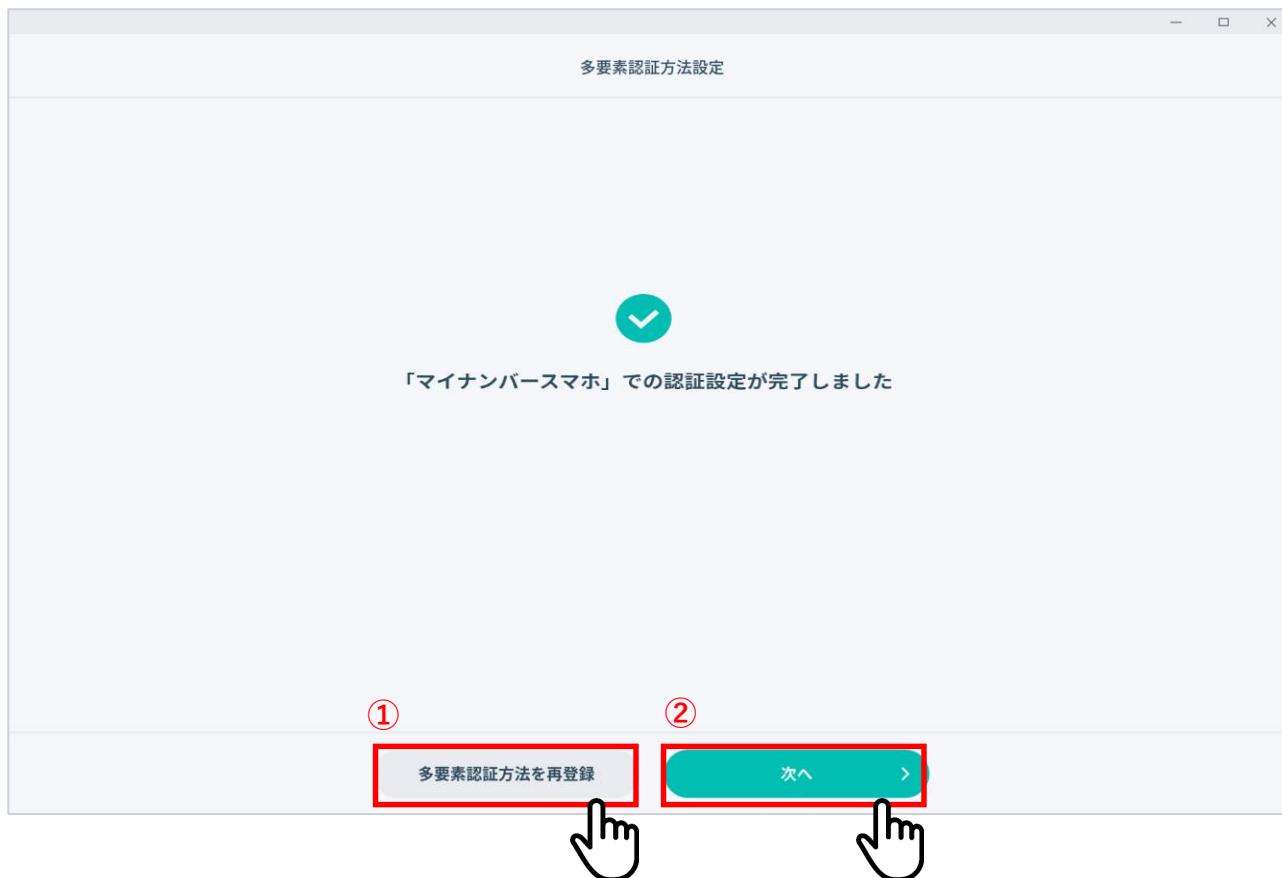 多要素認証方法設定
「マイナンバースマホ」での認証設定が完了しました
① ②
多要素認証方法を再登録 次へ